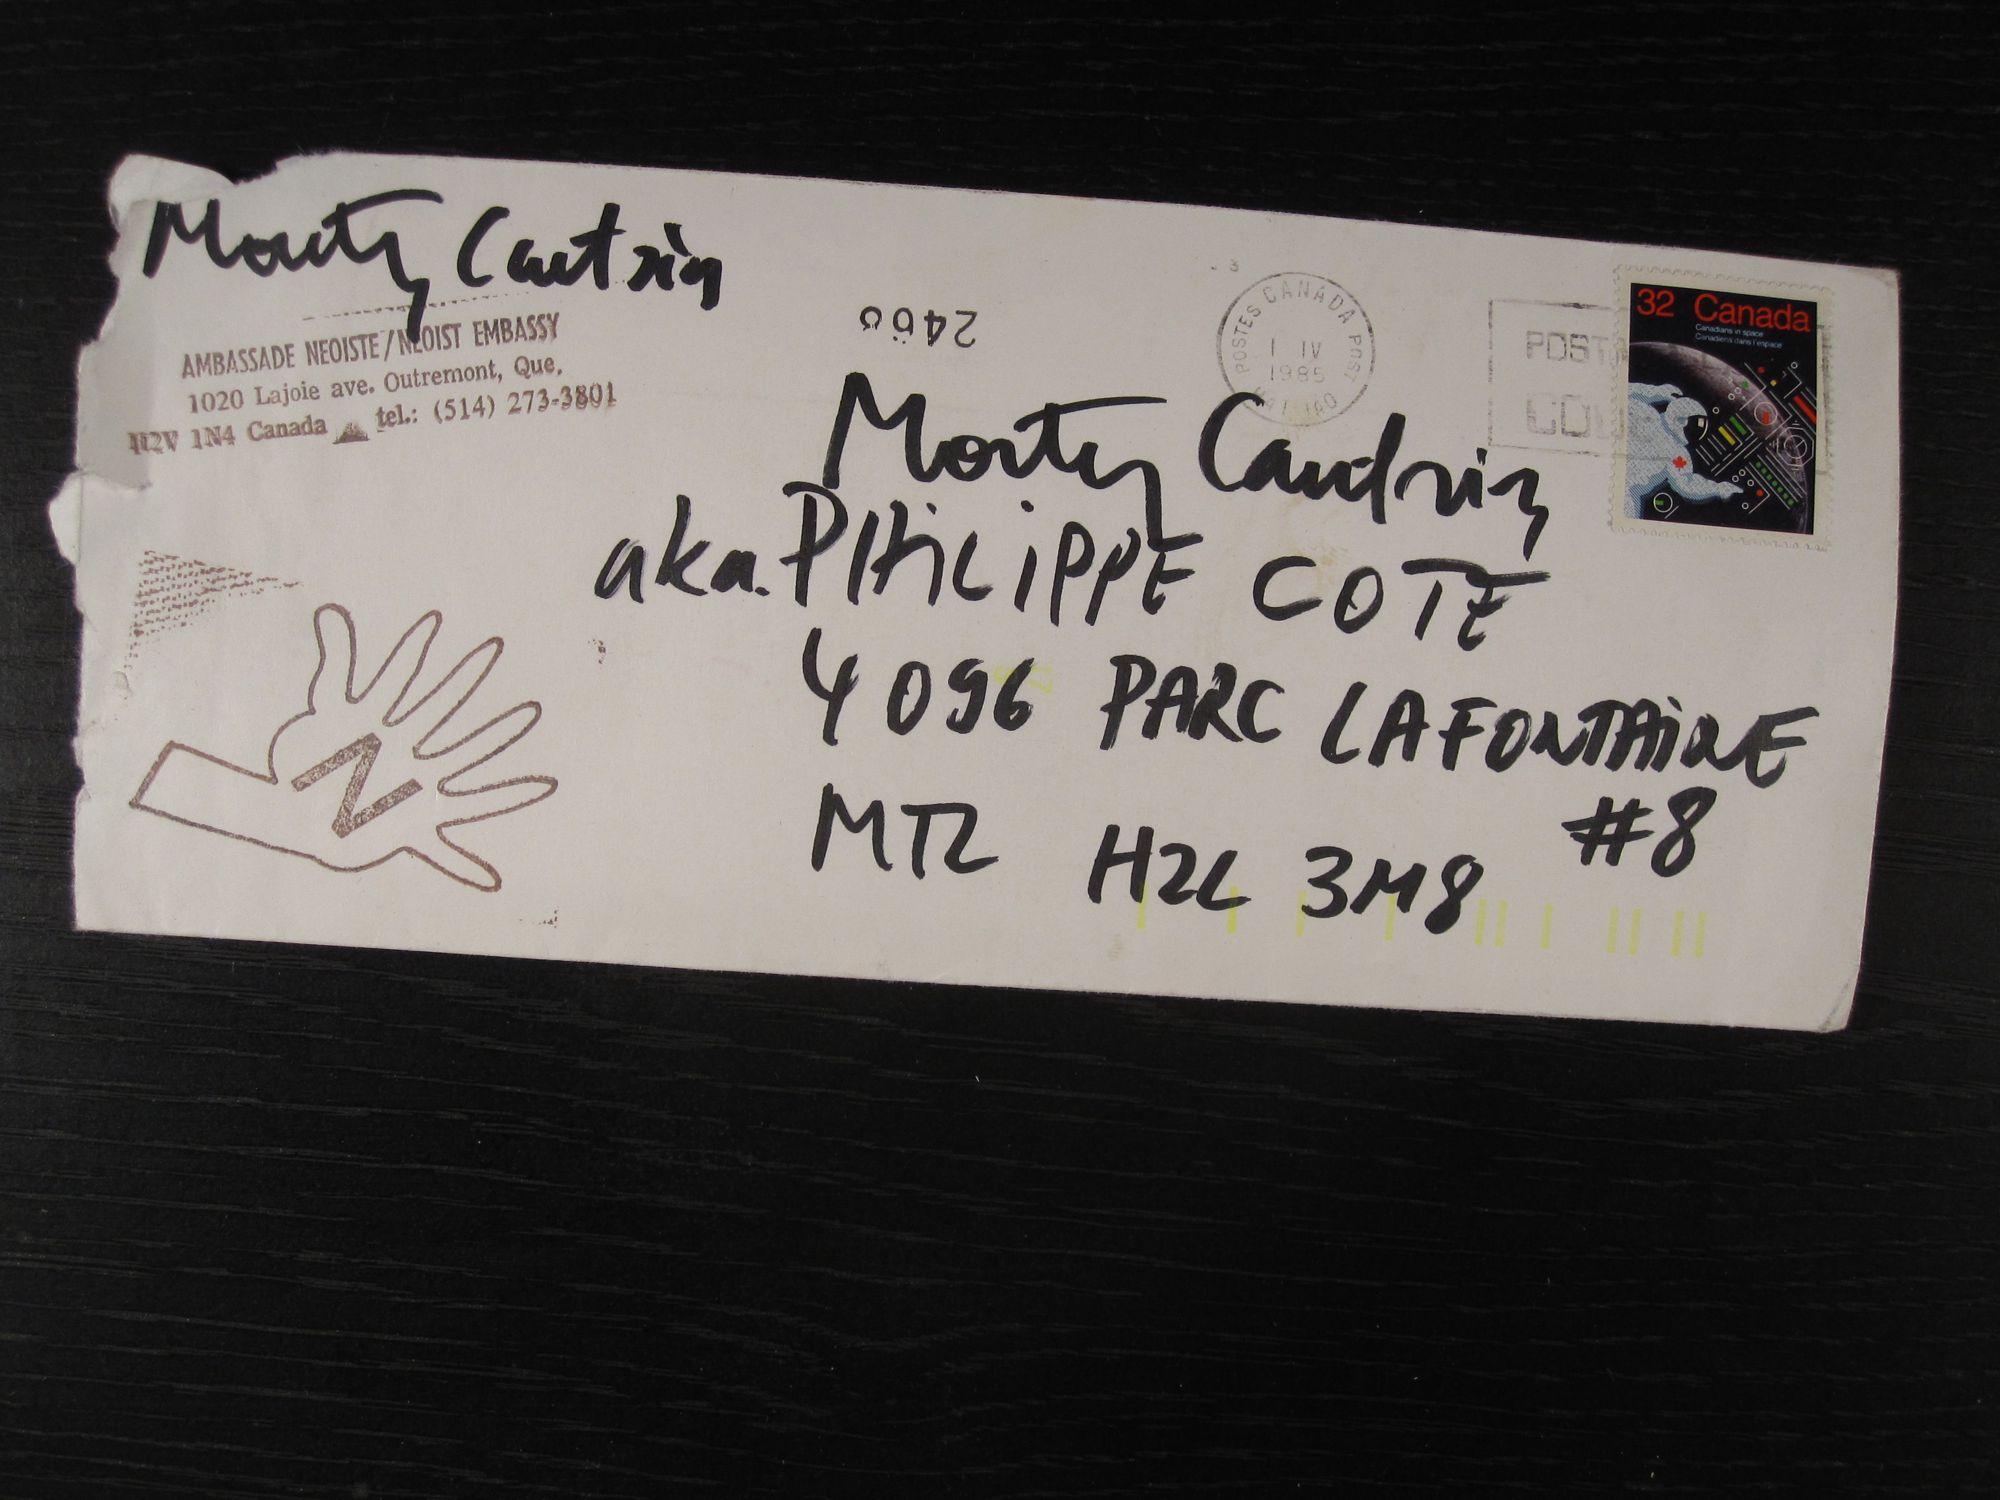 Monty Cantsin
AMBASSADE NEOISTE/NEOIST EMBASSY
1020 Lajoie ave. Outremont, Que,
H2V 1N4 Canada tel.: (514) 273-3801
2400
POSTES CANADA POST
1 IV
1985
32 Canada
Canadians in space
Canadiens dans l'espace
Monty Cantsin
aka. PHiLiPPE COTE
4096 PARC LAFONTAiNE
#8
MTL H2L 3M8
N